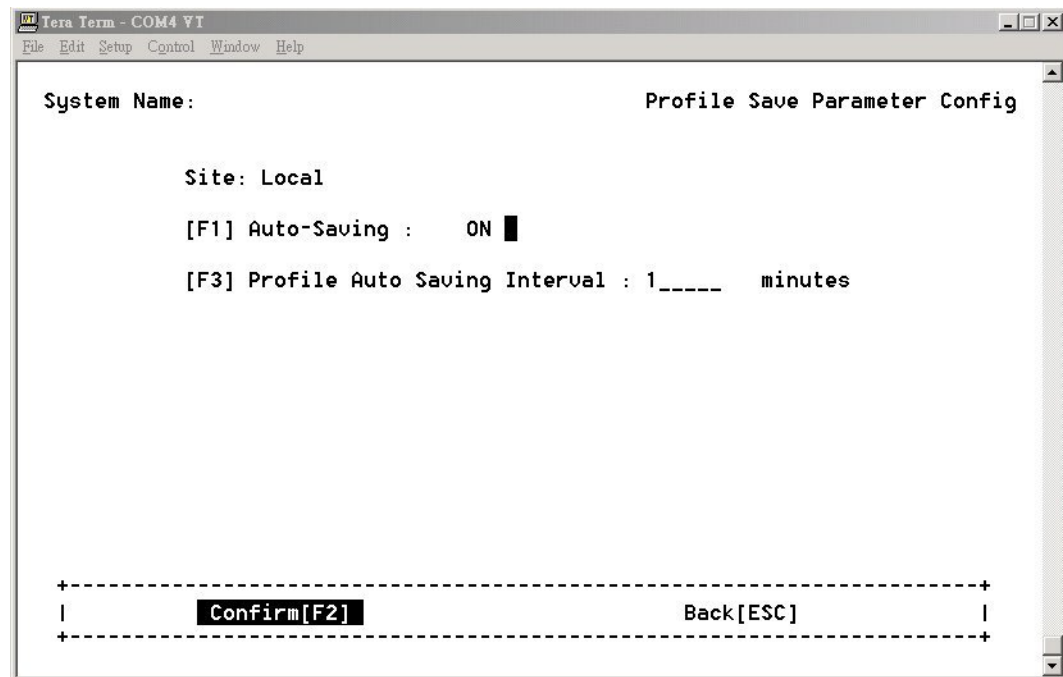 Tera Term - COM4 VT
File Edit Setup Control Window Help
System Name: Profile Save Parameter Config
Site: Local
[F1] Auto-Saving : ON
[F3] Profile Auto Saving Interval : 1_____ minutes
Confirm[F2] Back[ESC]